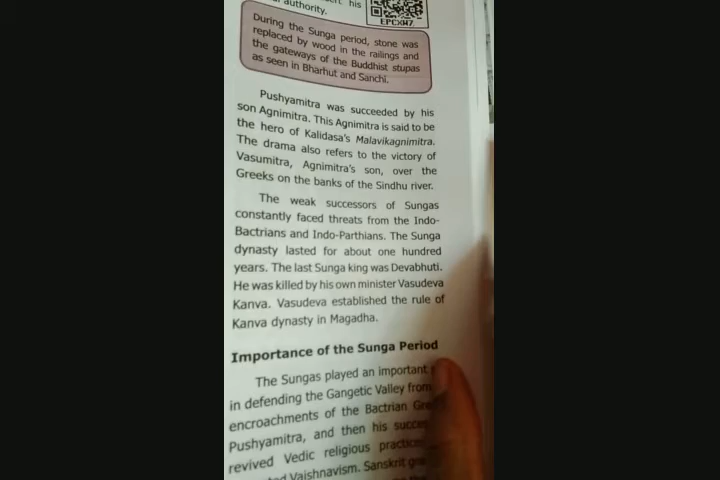 his
authority.
EPCXH7
During the Sunga period, stone was
replaced by wood in the railings and
the gateways of the Buddhist stupas
as seen in Bharhut and Sanchi.
Pushyamitra was succeeded by his
son Agnimitra. This Agnimitra is said to be
the hero of Kalidasa's Malavikagnimitra.
The drama also refers to the victory of
Vasumitra, Agnimitra's son, over the
Greeks on the banks of the Sindhu river.
The weak successors of Sungas
constantly faced threats from the Indo-
Bactrians and Indo-Parthians. The Sunga
dynasty lasted for about one hundred
years. The last Sunga king was Devabhuti.
He was killed by his own minister Vasudeva
Kanva. Vasudeva established the rule of
Kanva dynasty in Magadha.
Importance of the Sunga Period
The Sungas played an important
in defending the Gangetic Valley from
encroachments of the Bactrian
Pushyamitra, and then his
revived Vedic religious
Vaishnavism. Sanskrit